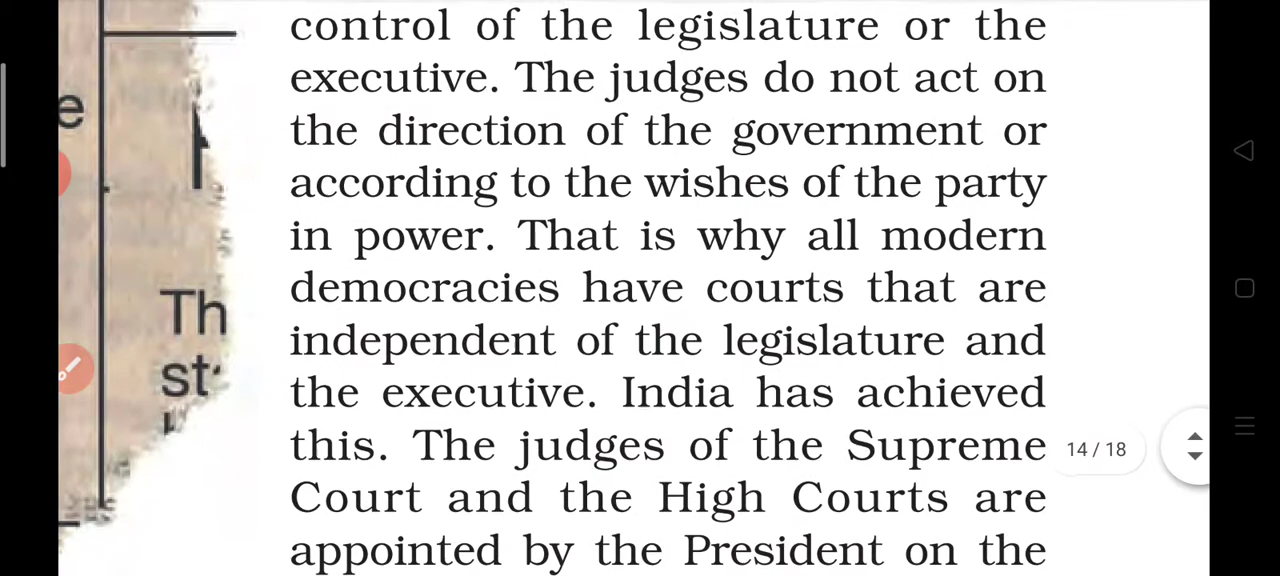 e
Th
st
control of the legislature or the
executive. The judges do not act on
the direction of the government or
according to the wishes of the party
in power. That is why all modern
democracies have courts that are
independent of the legislature and
the executive. India has achieved
this. The judges of the Supreme
Court and the High Courts are
appointed by the President on the
14 / 18